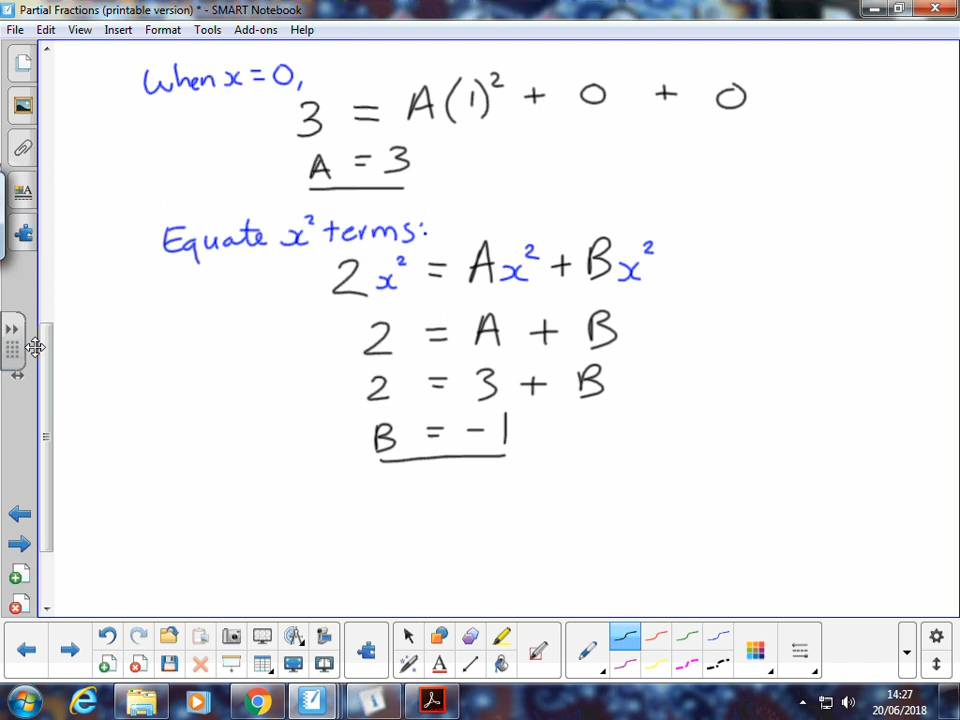 Partial Fractions (printable version) * - SMART Notebook
File Edit View Insert Format Tools Add-ons Help
When x = 0,
3 = A(1)² + 0 + 0
A = 3
Equate x² terms:
2x² = Ax² + Bx²
2 = A + B
2 = 3 + B
B = -1
14:27
20/06/2018